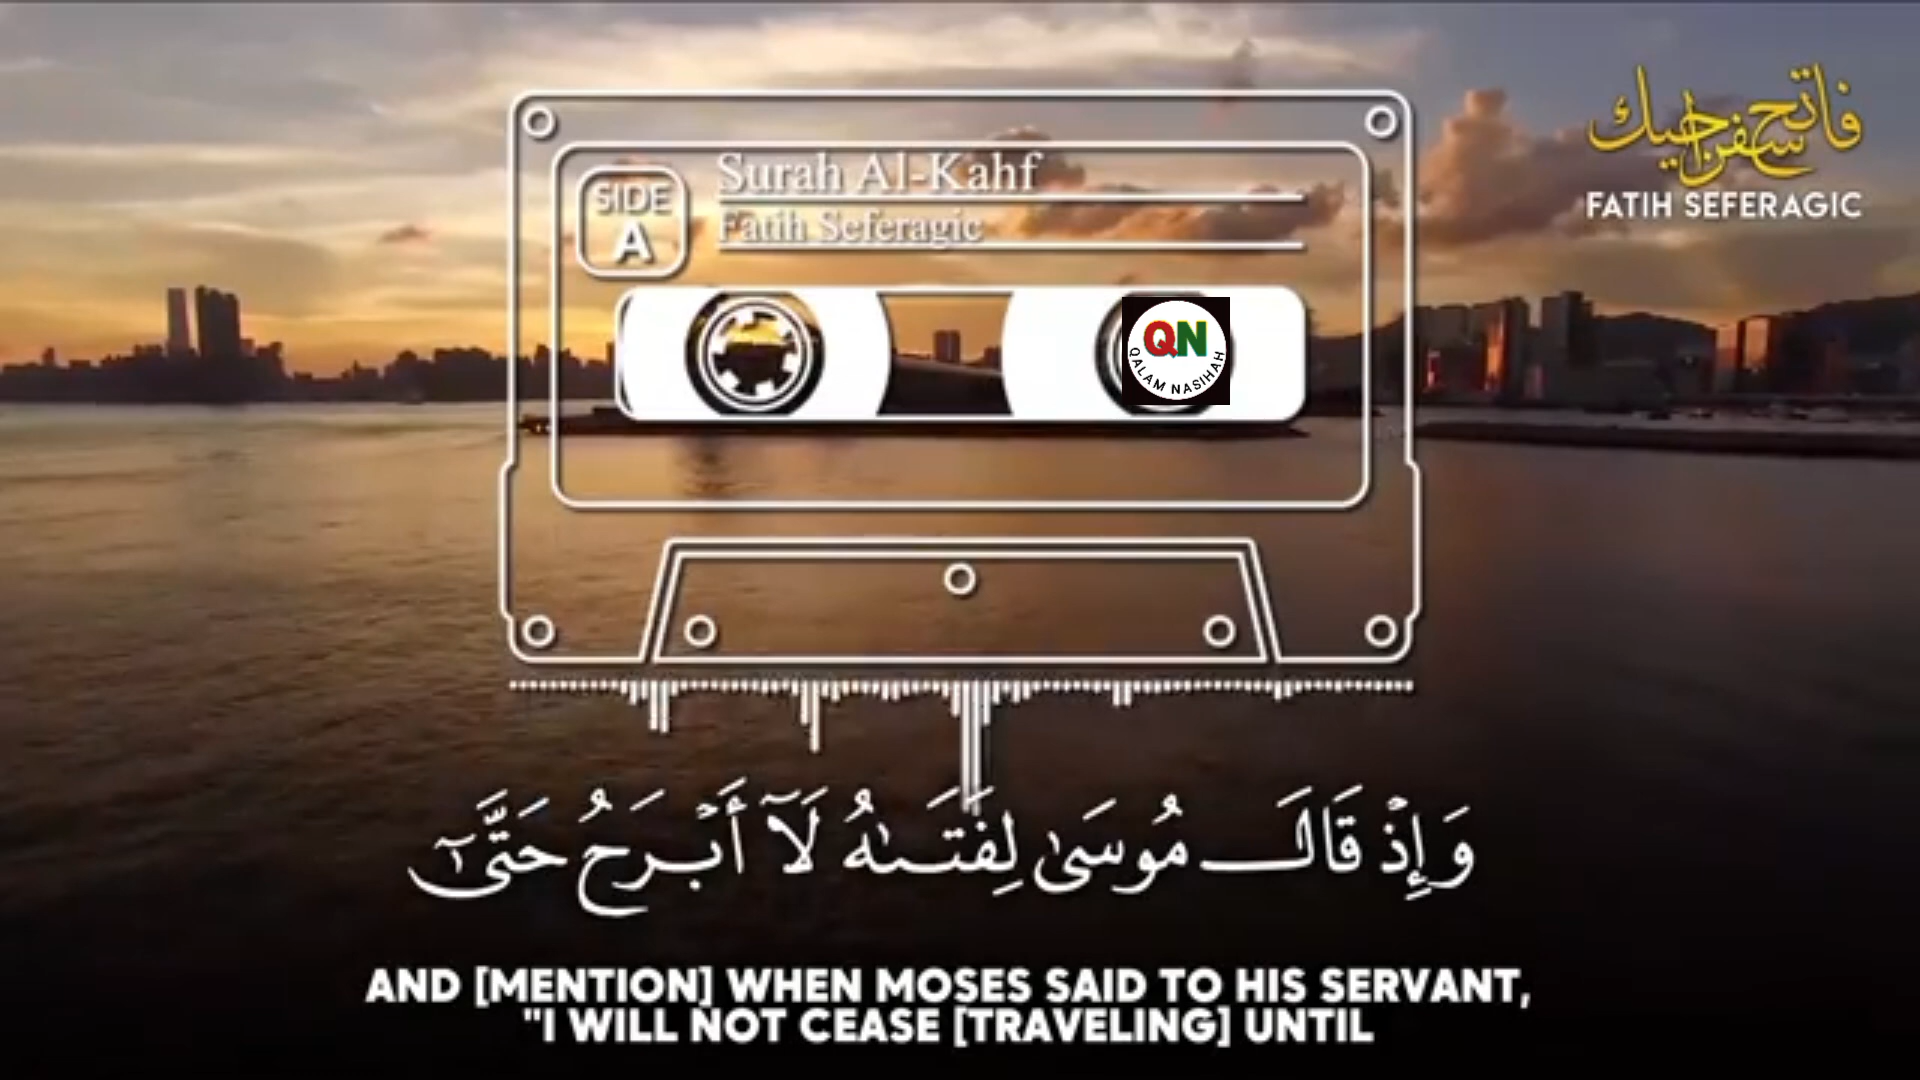 فاتح سفراجيك
FATIH SEFERAGIC
Surah Al-Kahf
SIDE
A
Fatih Seferagic
QN
QALAM NASIHAH
وَإِذْ قَالَ مُوسَىٰ لِفَتَىٰهُ لَآ أَبْرَحُ حَتَّىٰٓ
AND [MENTION] WHEN MOSES SAID TO HIS SERVANT,
"I WILL NOT CEASE [TRAVELING] UNTIL